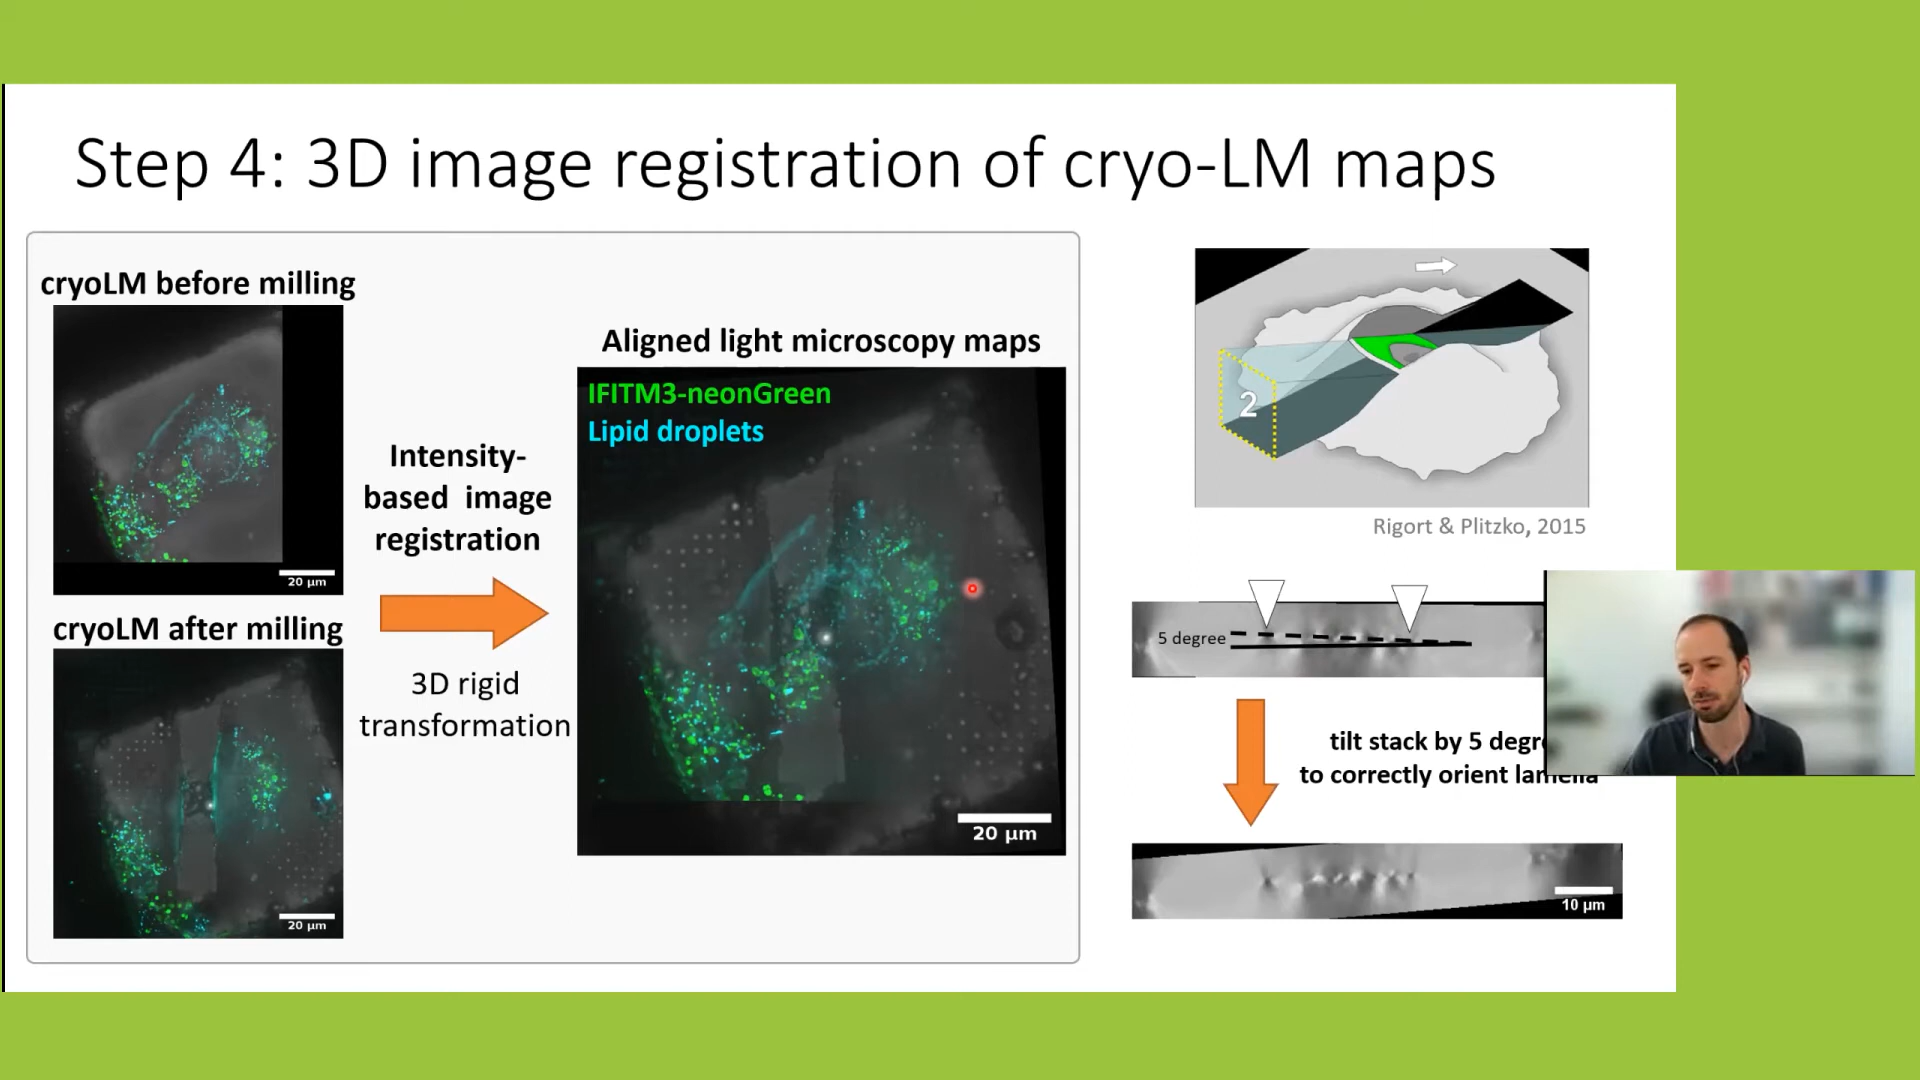 Step 4: 3D image registration of cryo-LM maps
cryoLM before milling
20 µm
cryoLM after milling
20 µm
Intensity-
based image
registration
3D rigid
transformation
Aligned light microscopy maps
IFITM3-neonGreen
Lipid droplets
20 µm
2
Rigort & Plitzko, 2015
5 degree
tilt stack by 5
to correctly orient lamella
10 µm